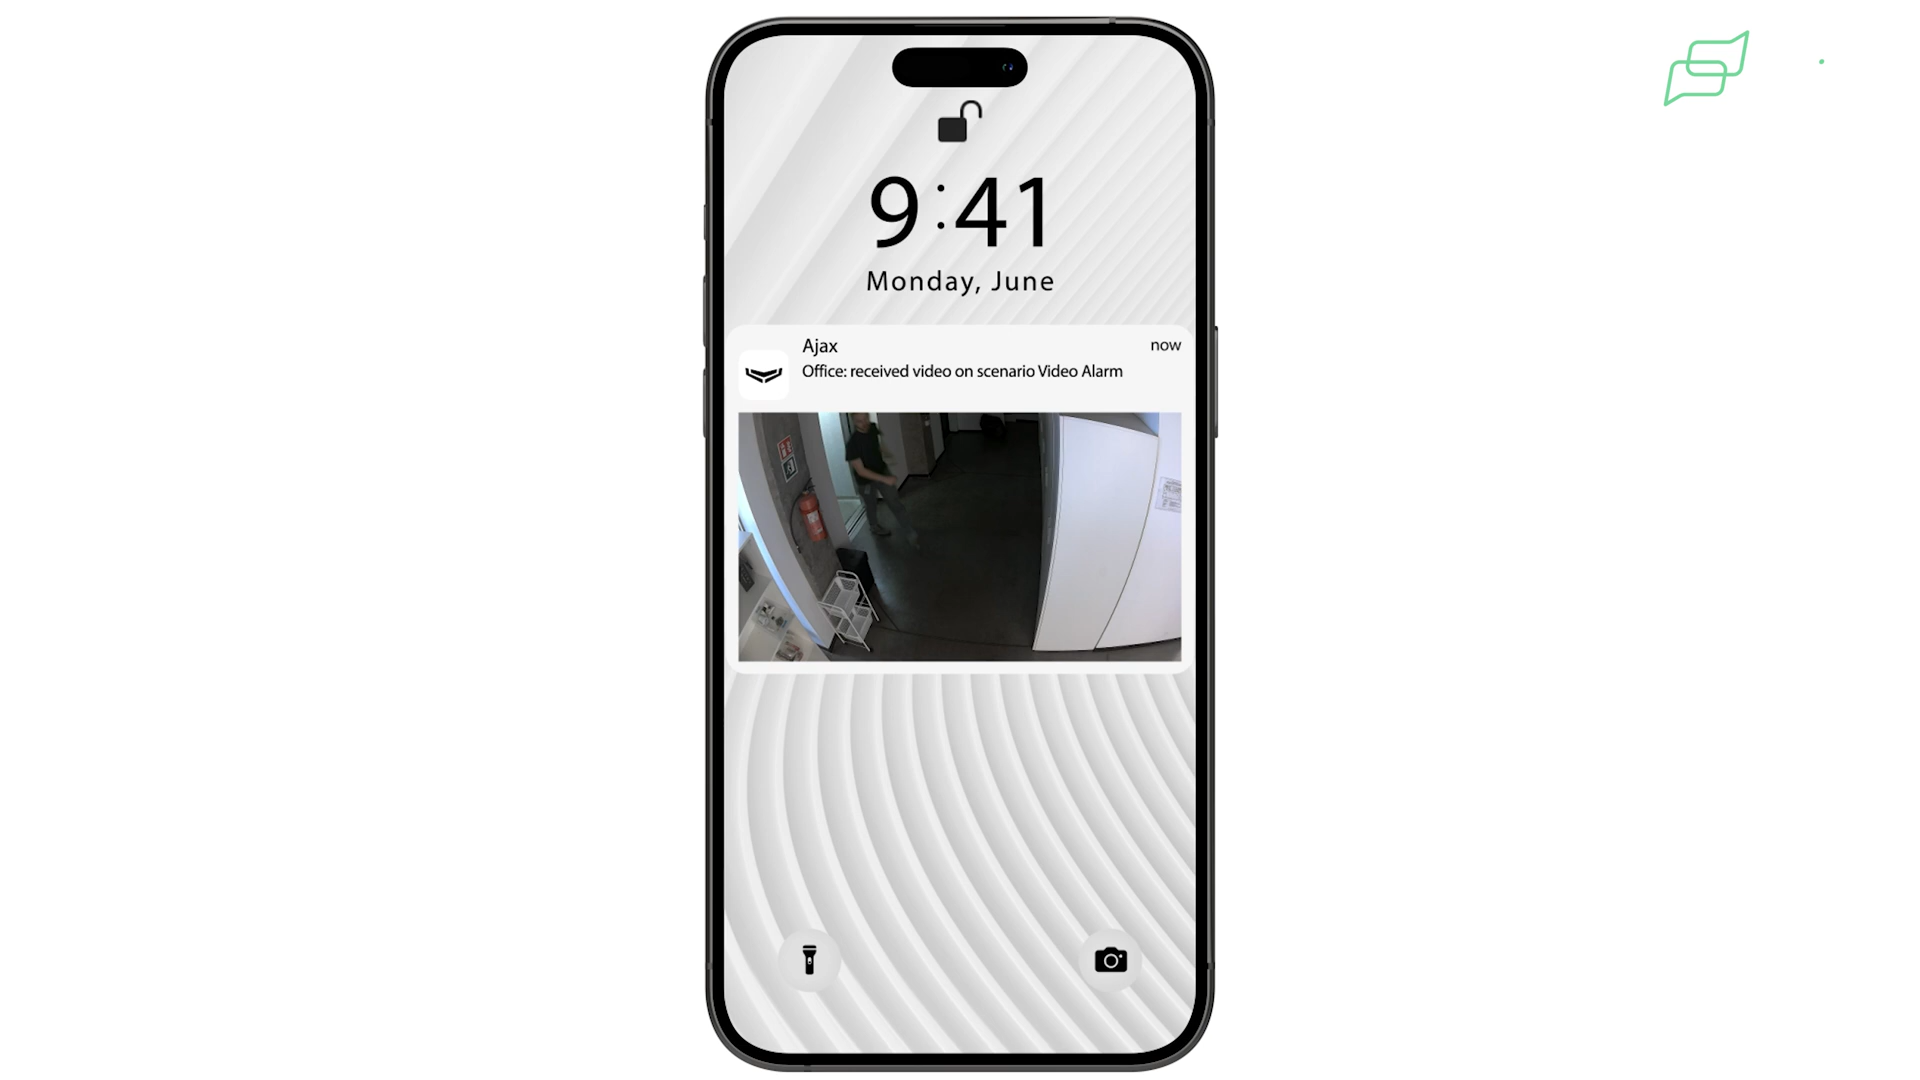 9:41
Monday, June
Ajax
now
Office: received video on scenario Video Alarm